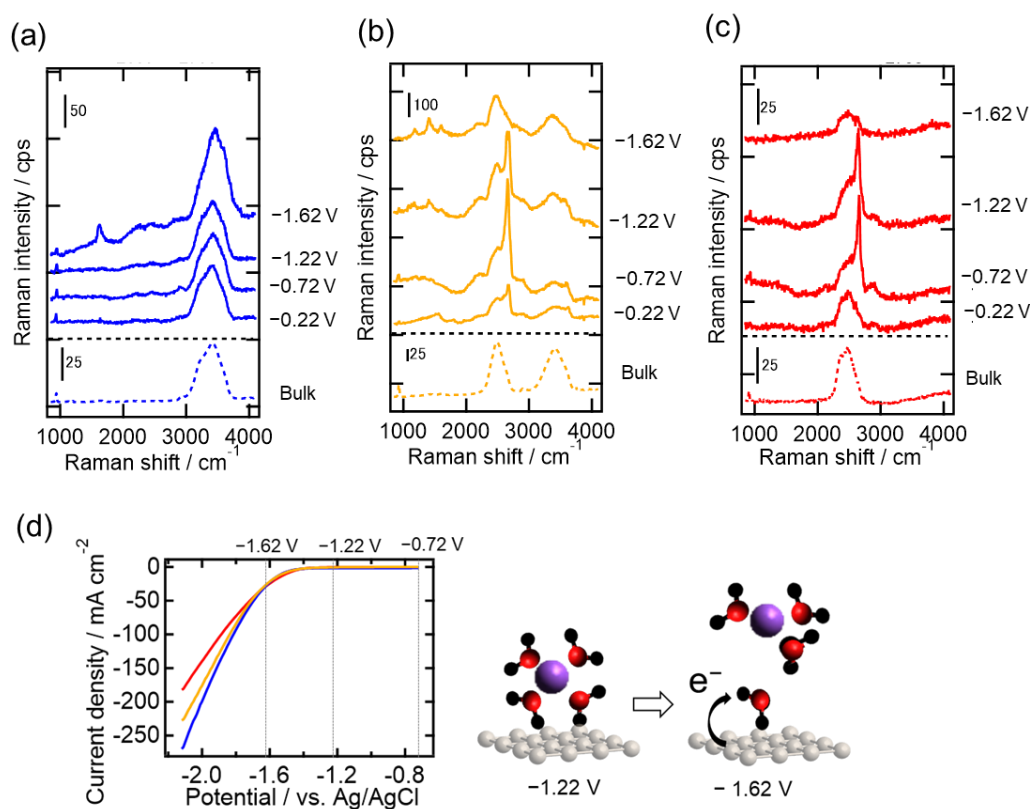 (a)
50
−1.62 V
−1.22 V
−0.72 V
−0.22 V
25
Bulk
Raman intensity / cps
1000 2000 3000 4000
Raman shift / cm⁻¹
(b)
100
−1.62 V
−1.22 V
−0.72 V
−0.22 V
25
Bulk
Raman intensity / cps
1000 2000 3000 4000
Raman shift / cm⁻¹
(c)
25
−1.62 V
−1.22 V
−0.72 V
−0.22 V
25
Bulk
Raman intensity / cps
1000 2000 3000 4000
Raman shift / cm⁻¹
(d)
−1.62 V −1.22 V −0.72 V
0
-50
-100
-150
-200
-250
Current density / mA cm⁻²
-2.0 -1.6 -1.2 -0.8
Potential / vs. Ag/AgCl
e⁻
−1.22 V
− 1.62 V